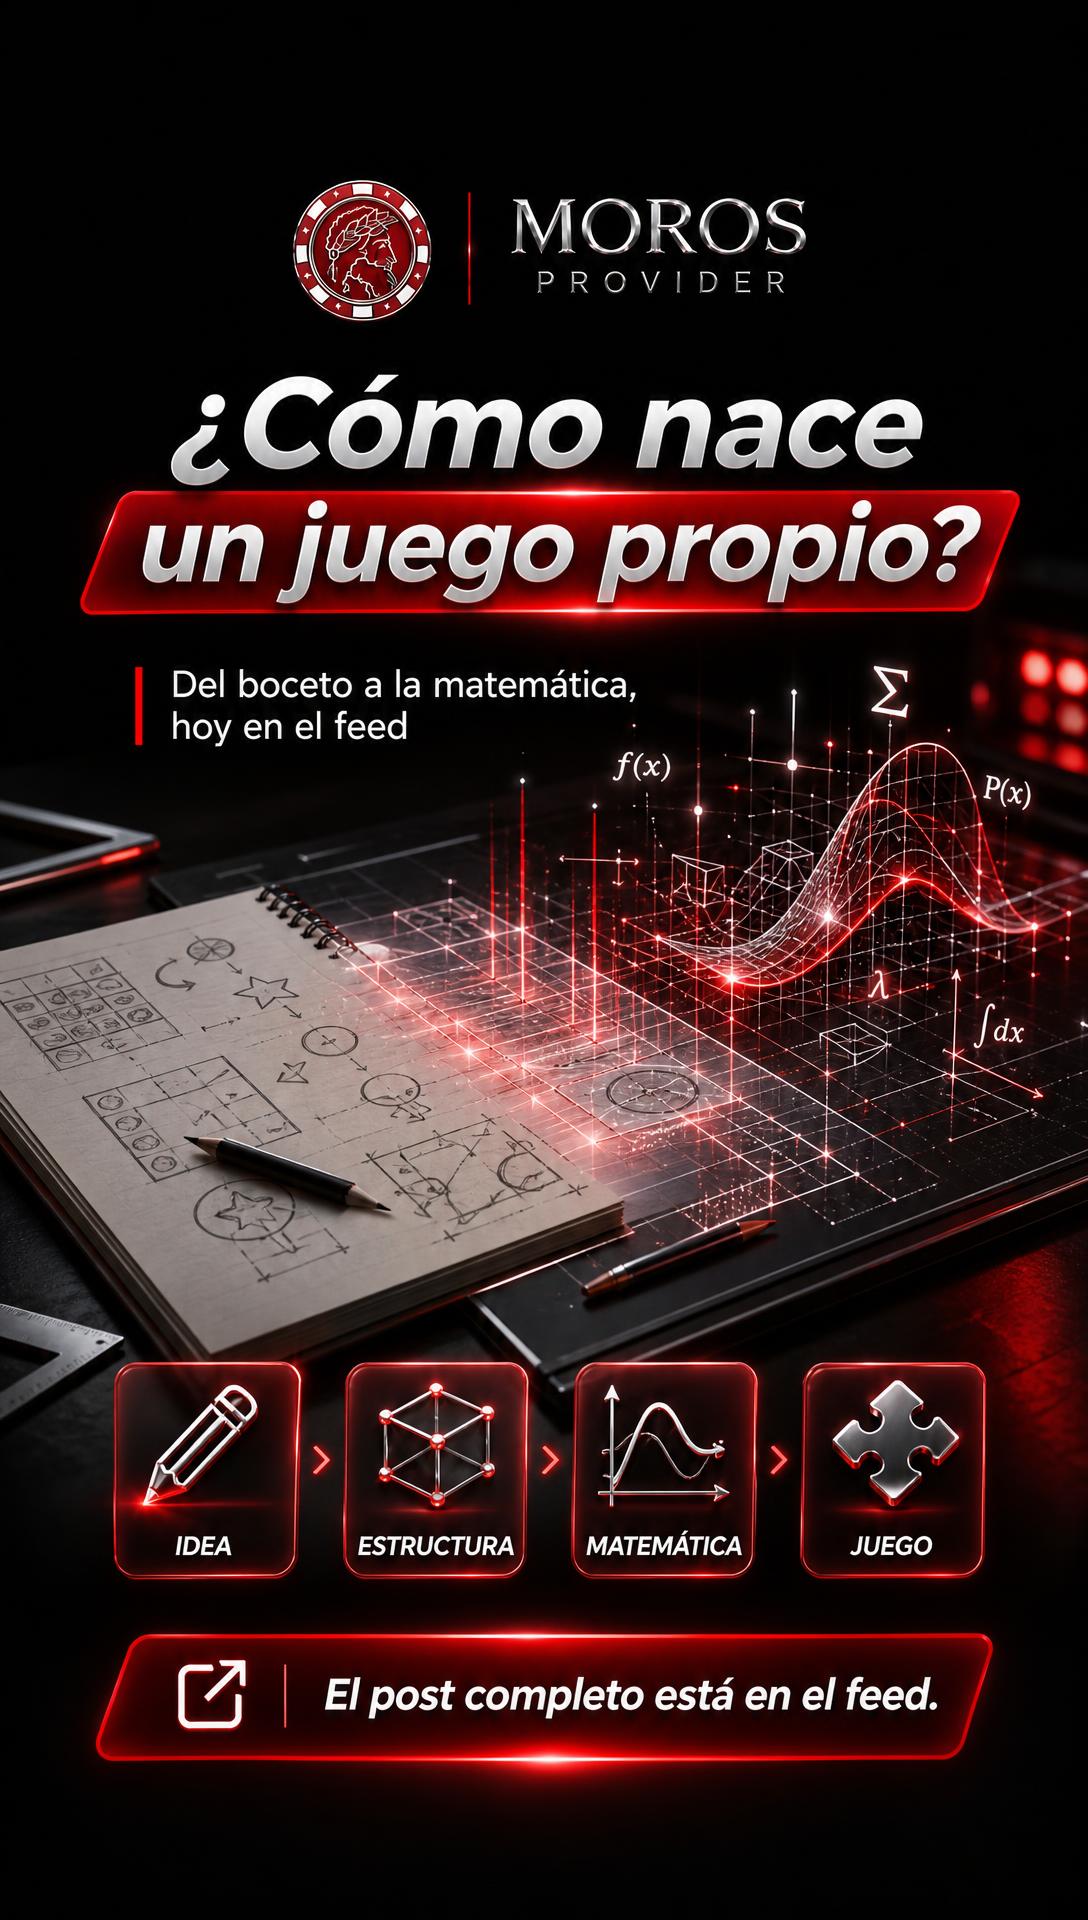 MOROS
PROVIDER
¿Cómo nace
un juego propio?
Del boceto a la matemática,
hoy en el feed
Σ
f(x)
P(x)
λ
∫dx
IDEA
ESTRUCTURA
MATEMÁTICA
JUEGO
El post completo está en el feed.